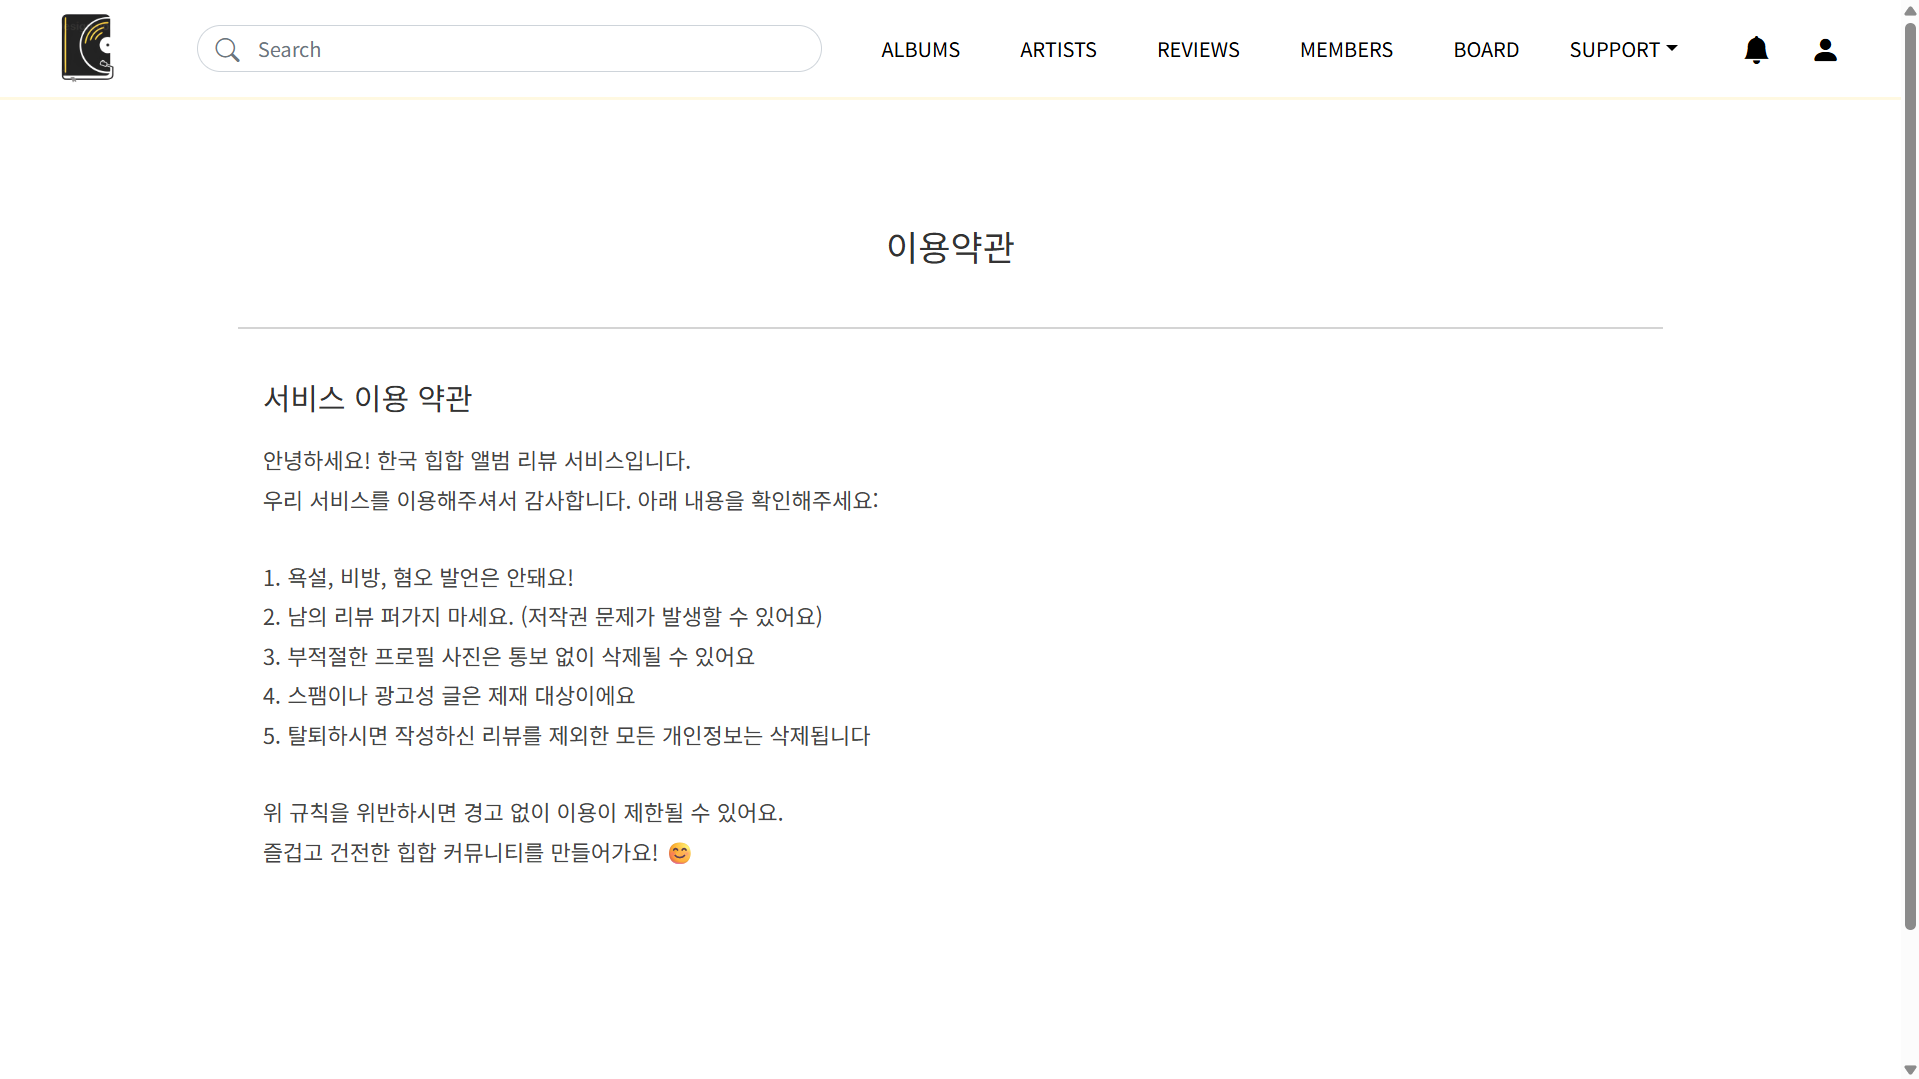 Search
ALBUMS
ARTISTS
REVIEWS
MEMBERS
BOARD
SUPPORT
이용약관
서비스 이용 약관
안녕하세요! 한국 힙합 앨범 리뷰 서비스입니다.
우리 서비스를 이용해주셔서 감사합니다. 아래 내용을 확인해주세요:
1. 욕설, 비방, 혐오 발언은 안돼요!
2. 남의 리뷰 퍼가지 마세요. (저작권 문제가 발생할 수 있어요)
3. 부적절한 프로필 사진은 통보 없이 삭제될 수 있어요
4. 스팸이나 광고성 글은 제재 대상이에요
5. 탈퇴하시면 작성하신 리뷰를 제외한 모든 개인정보는 삭제됩니다
위 규칙을 위반하시면 경고 없이 이용이 제한될 수 있어요.
즐겁고 건전한 힙합 커뮤니티를 만들어가요! 😊